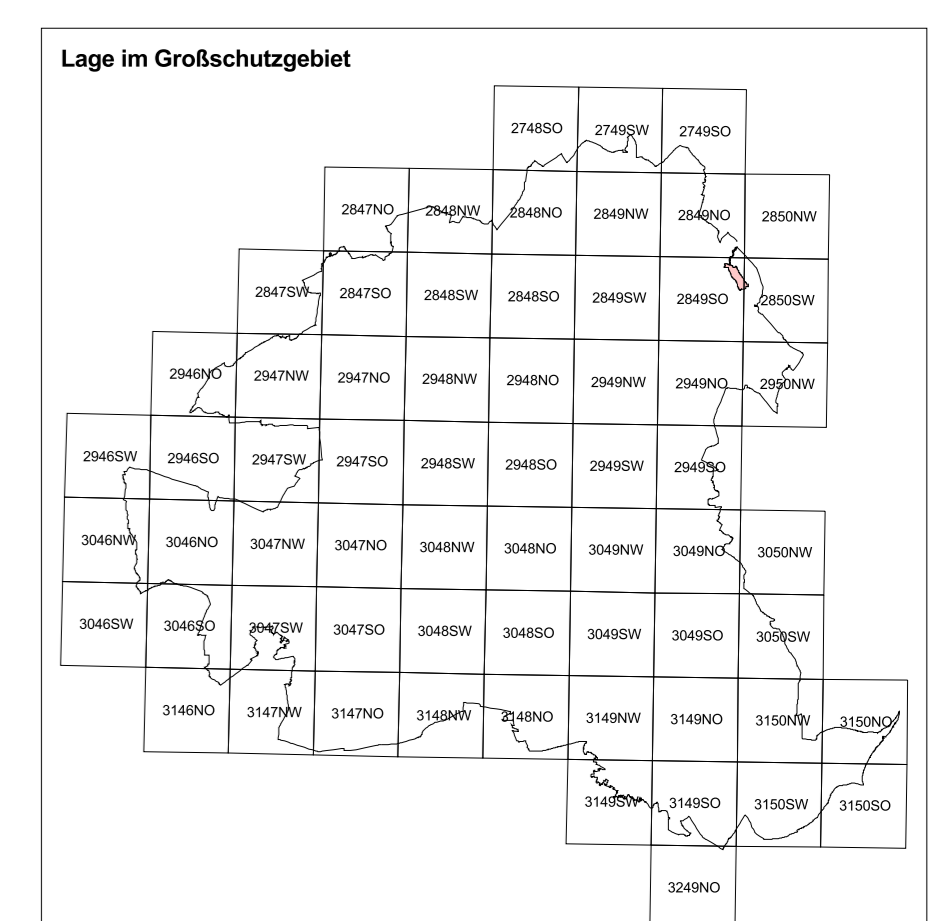 Lage im Großschutzgebiet
2748SO 2749SW 2749SO
2847NO 2848NW 2848NO 2849NW 2849NO 2850NW
2847SW 2847SO 2848SW 2848SO 2849SW 2849SO 2850SW
2946NO 2947NW 2947NO 2948NW 2948NO 2949NW 2949NO 2950NW
2946SW 2946SO 2947SW 2947SO 2948SW 2948SO 2949SW 2949SO
3046NW 3046NO 3047NW 3047NO 3048NW 3048NO 3049NW 3049NO 3050NW
3046SW 3046SO 3047SW 3047SO 3048SW 3048SO 3049SW 3049SO 3050SW
3146NO 3147NW 3147NO 3148NW 3148NO 3149NW 3149NO 3150NW 3150NO
3149SW 3149SO 3150SW 3150SO
3249NO